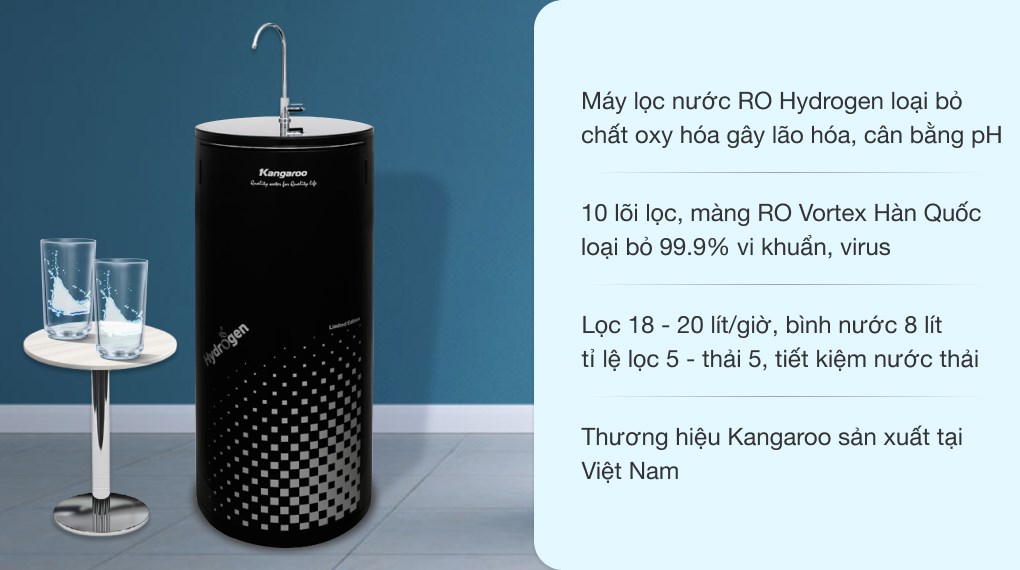 Kangaroo
Quality water for Quality life
Hydrogen
Limited Edition
Máy lọc nước RO Hydrogen loại bỏ
chất oxy hóa gây lão hóa, cân bằng pH
10 lõi lọc, màng RO Vortex Hàn Quốc
loại bỏ 99.9% vi khuẩn, virus
Lọc 18 - 20 lít/giờ, bình nước 8 lít
tỉ lệ lọc 5 - thải 5, tiết kiệm nước thải
Thương hiệu Kangaroo sản xuất tại
Việt Nam